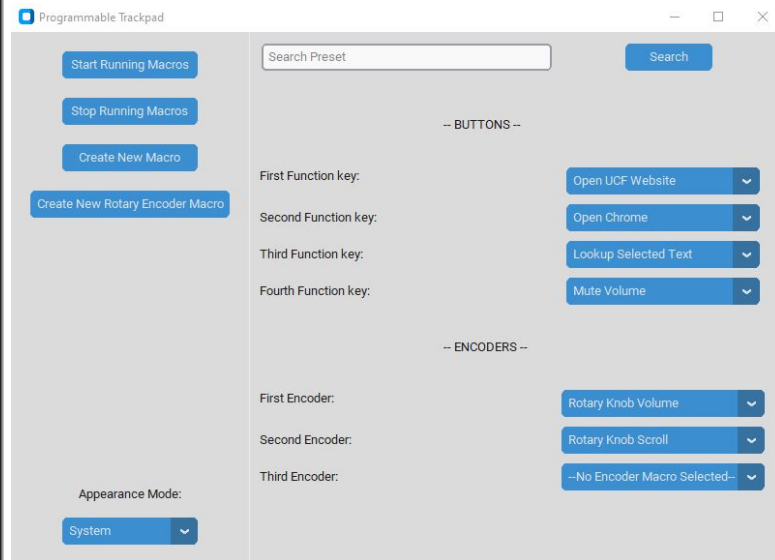 Programmable Trackpad
Start Running Macros
Stop Running Macros
Create New Macro
Create New Rotary Encoder Macro
Appearance Mode:
System
Search Preset
Search
-- BUTTONS --
First Function key:
Open UCF Website
Second Function key:
Open Chrome
Third Function key:
Lookup Selected Text
Fourth Function key:
Mute Volume
-- ENCODERS --
First Encoder:
Rotary Knob Volume
Second Encoder:
Rotary Knob Scroll
Third Encoder:
--No Encoder Macro Selected--